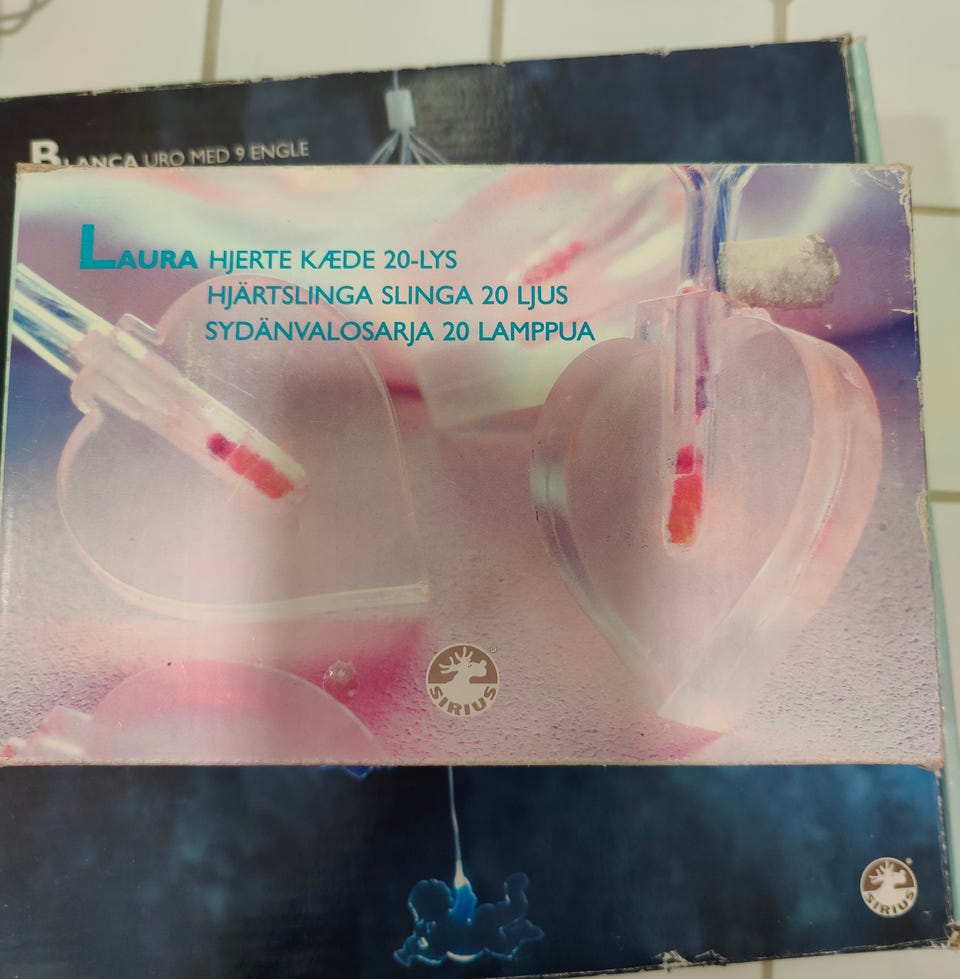 BLANCA URO MED 9 ENGLE
LAURA HJERTE KÆDE 20-LYS
HJÄRTSLINGA SLINGA 20 LJUS
SYDÄNVALOSARJA 20 LAMPPUA
SIRIUS
®
SIRIUS
®